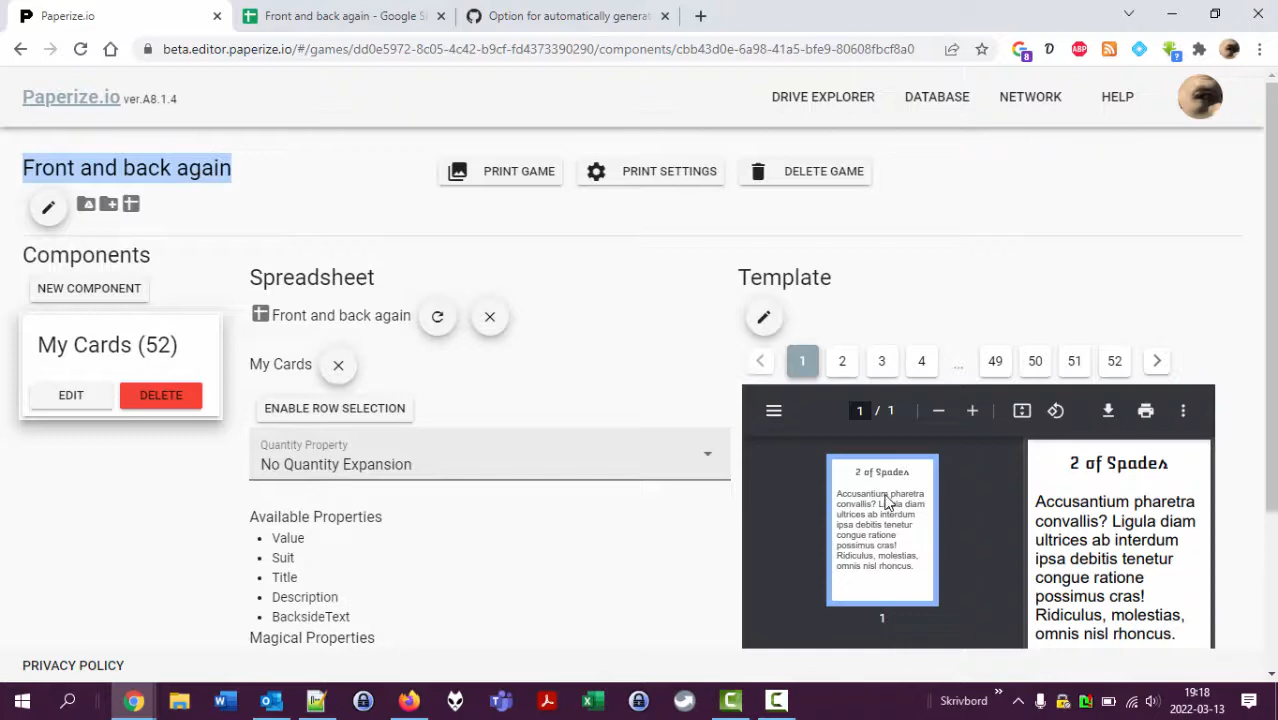 Paperize.io
Front and back again - Google S
Option for automatically generat
beta.editor.paperize.io/#/games/dd0e5972-8c05-4c42-b9cf-fd4373390290/components/cbb43d0e-6a98-41a5-bfe9-80608fbcf8a0
8
ABP
?
Paperize.io ver.A8.1.4
DRIVE EXPLORER
DATABASE
NETWORK
HELP
Front and back again
PRINT GAME
PRINT SETTINGS
DELETE GAME
Components
NEW COMPONENT
My Cards (52)
EDIT
DELETE
Spreadsheet
Front and back again
My Cards
ENABLE ROW SELECTION
Quantity Property
No Quantity Expansion
Available Properties
Value
Suit
Title
Description
BacksideText
Magical Properties
Template
1 2 3 4 ... 49 50 51 52
1 / 1
2 of Spades
Accusantium pharetra
convallis? Ligula diam
ultrices ab interdum
ipsa debitis tenetur
congue ratione
possimus cras!
Ridiculus, molestias,
omnis nisl rhoncus.
1
2 of Spades
Accusantium pharetra
convallis? Ligula diam
ultrices ab interdum
ipsa debitis tenetur
congue ratione
possimus cras!
Ridiculus, molestias,
omnis nisl rhoncus.
PRIVACY POLICY
Skrivbord
19:18
2022-03-13